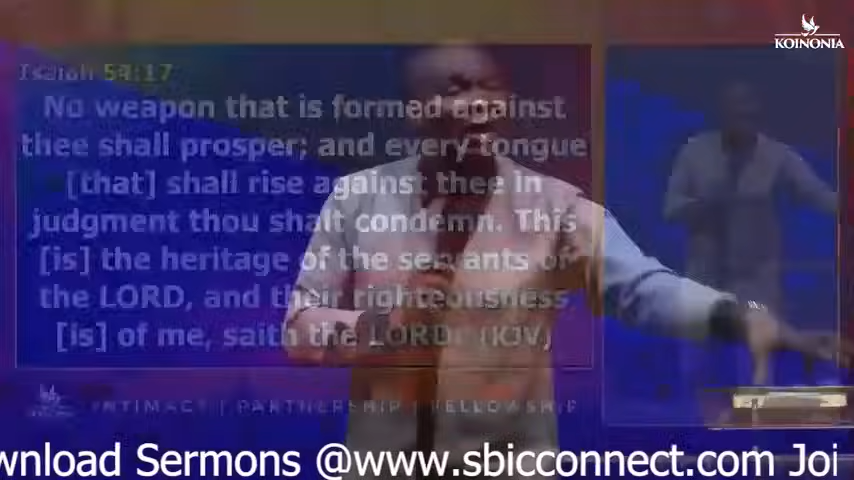 KOINONIA
Isaiah 54:17
No weapon that is formed against
thee shall prosper; and every tongue
[that] shall rise against thee in
judgment thou shalt condemn. This
[is] the heritage of the servants of
the LORD, and their righteousness
[is] of me, saith the LORD. (KJV)
INTIMACY | PARTNERSHIP | FELLOWSHIP
wnload Sermons @www.sbicconnect.com Joi